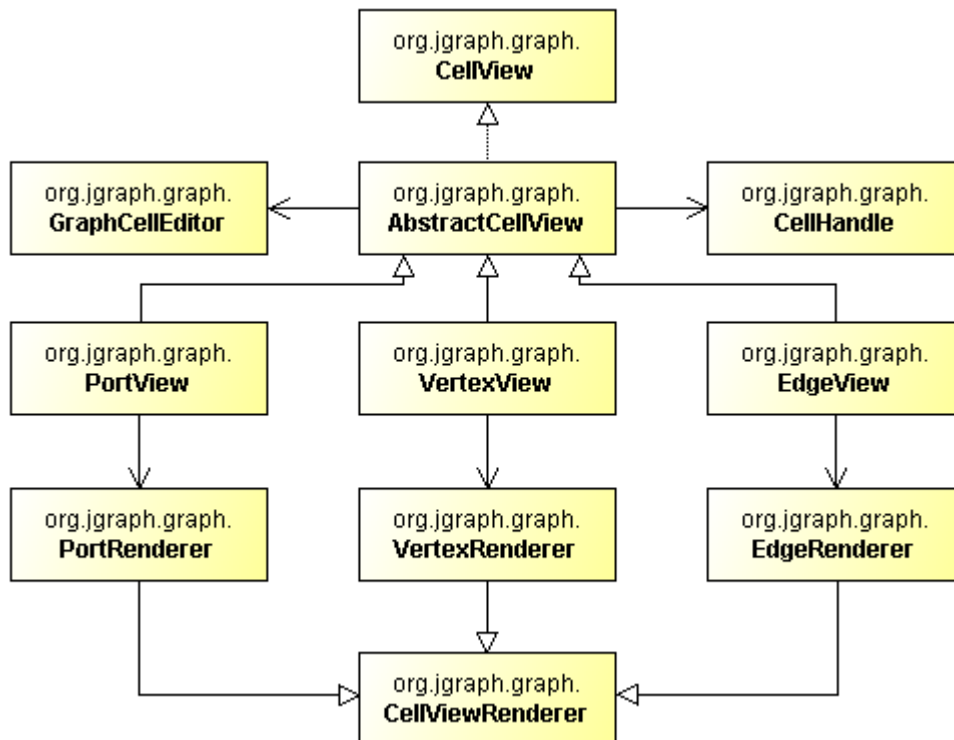 org.jgraph.graph.
CellView
org.jgraph.graph.
GraphCellEditor
org.jgraph.graph.
AbstractCellView
org.jgraph.graph.
CellHandle
org.jgraph.graph.
PortView
org.jgraph.graph.
VertexView
org.jgraph.graph.
EdgeView
org.jgraph.graph.
PortRenderer
org.jgraph.graph.
VertexRenderer
org.jgraph.graph.
EdgeRenderer
org.jgraph.graph.
CellViewRenderer